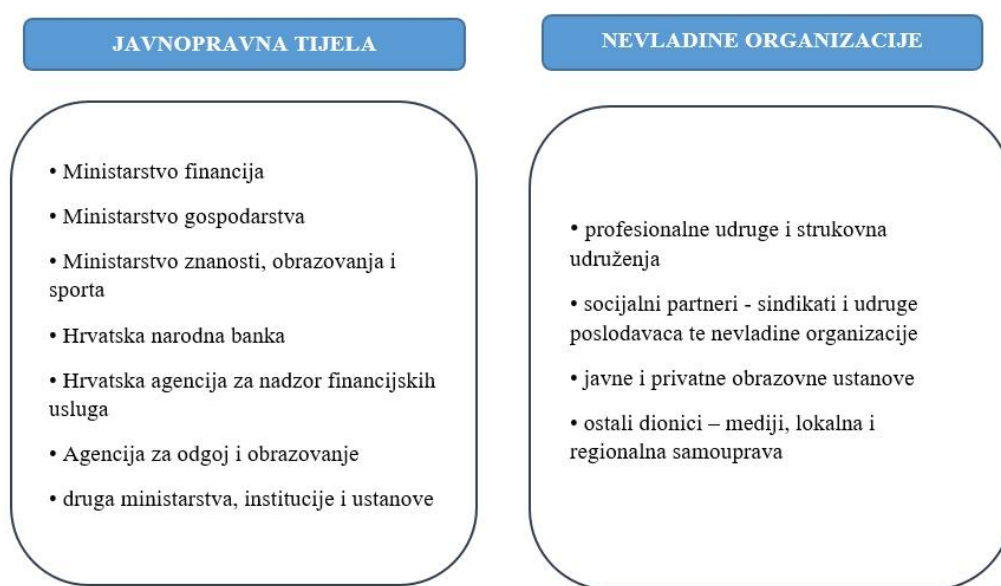 JAVNOPRAVNA TIJELA
• Ministarstvo financija
• Ministarstvo gospodarstva
• Ministarstvo znanosti, obrazovanja i
sporta
• Hrvatska narodna banka
• Hrvatska agencija za nadzor financijskih
usluga
• Agencija za odgoj i obrazovanje
• druga ministarstva, institucije i ustanove
NEVLADINE ORGANIZACIJE
• profesionalne udruge i strukovna
udruženja
• socijalni partneri - sindikati i udruge
poslodavaca te nevladine organizacije
• javne i privatne obrazovne ustanove
• ostali dionici – mediji, lokalna i
regionalna samouprava